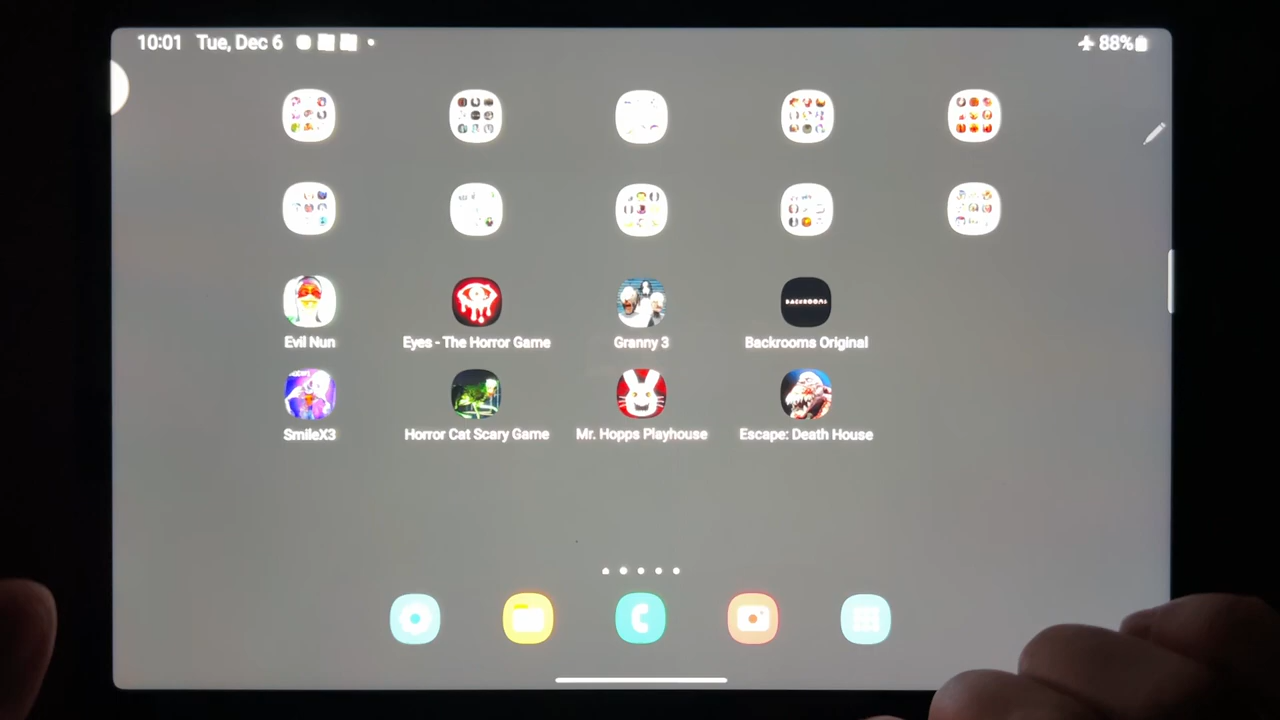 10:01 Tue, Dec 6
88%
Evil Nun
Eyes - The Horror Game
Granny 3
BACKROOMS
Backrooms Original
SmileX3
Horror Cat Scary Game
Mr. Hopps Playhouse
Escape: Death House